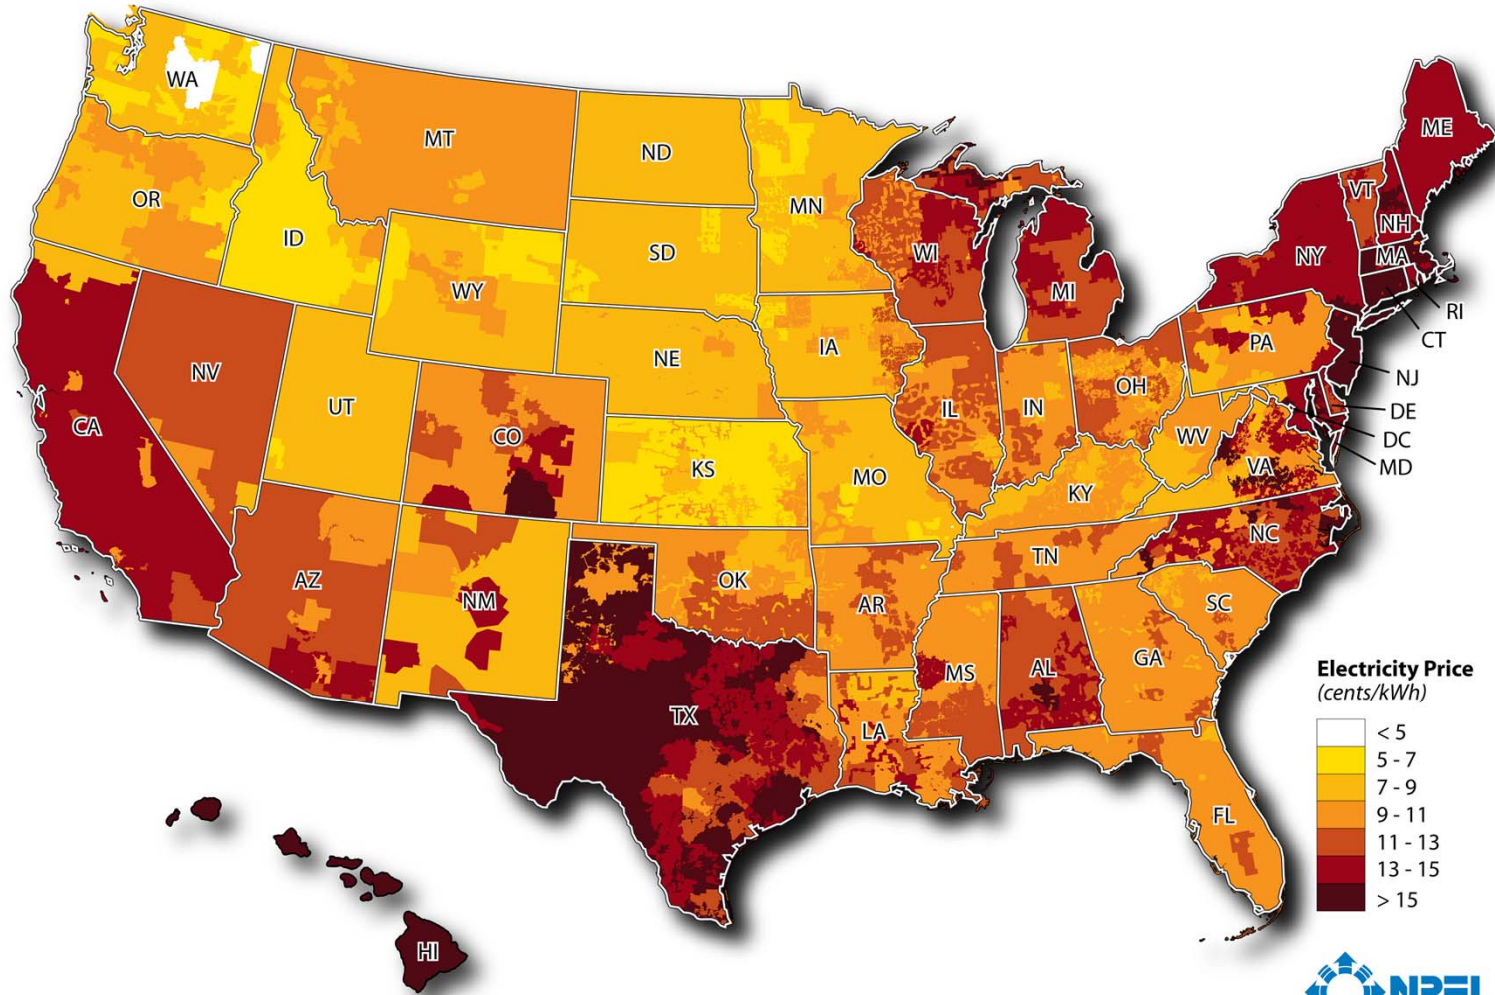 WA
MT
ND
MN
ME
VT
NH
OR
ID
WY
SD
WI
MI
NY
MA
RI
CT
NE
IA
PA
NJ
NV
UT
CO
IL
IN
OH
DE
DC
MD
CA
KS
MO
WV
VA
KY
AZ
NM
OK
AR
TN
NC
SC
MS
AL
GA
TX
LA
FL
HI
Electricity Price
(cents/kWh)
< 5
5 - 7
7 - 9
9 - 11
11 - 13
13 - 15
> 15
NREL